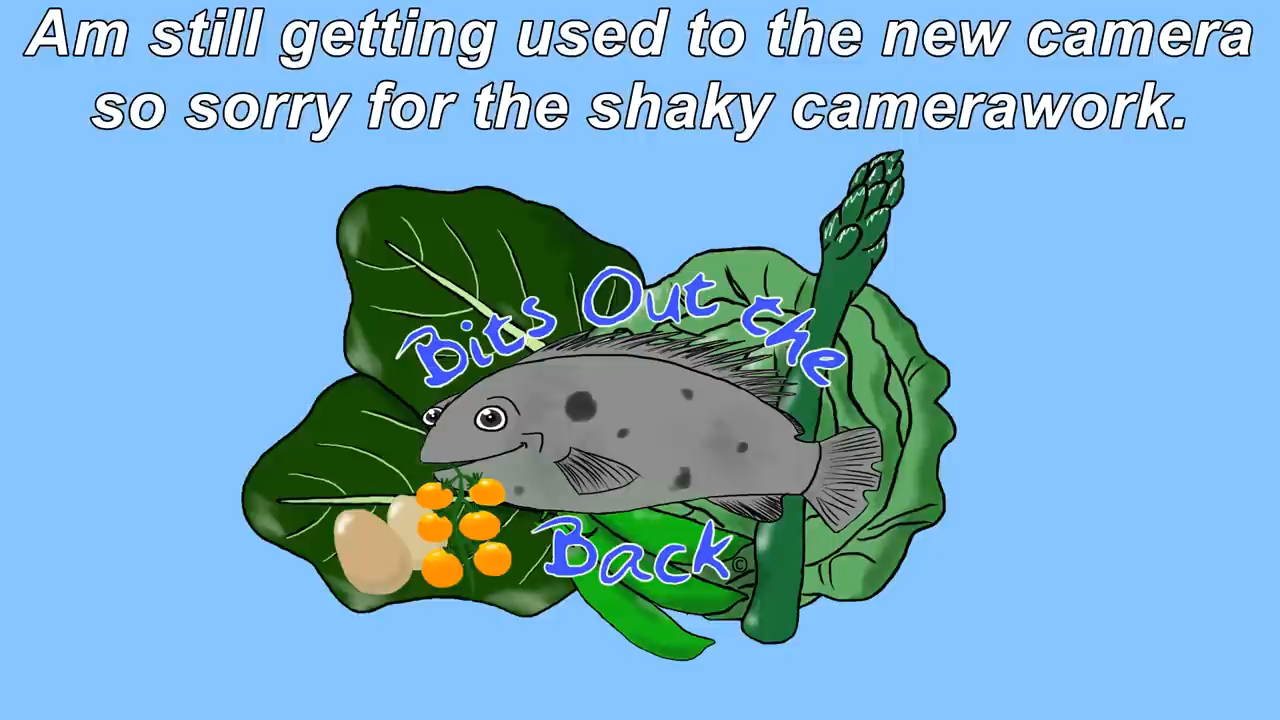 Am still getting used to the new camera
so sorry for the shaky camerawork.
Bits Out the
Back ©